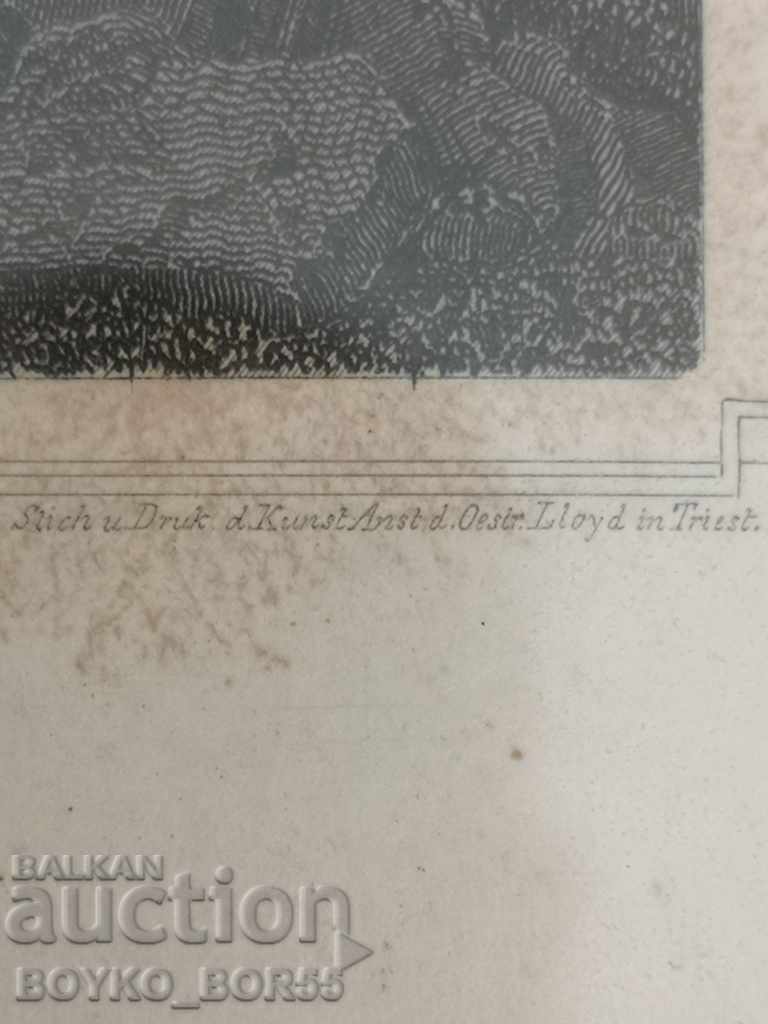 Stich u. Druk. d. Kunst Anst d. Oestr. Lloyd in Triest.
BALKAN
auction
BOYKO_BOR55